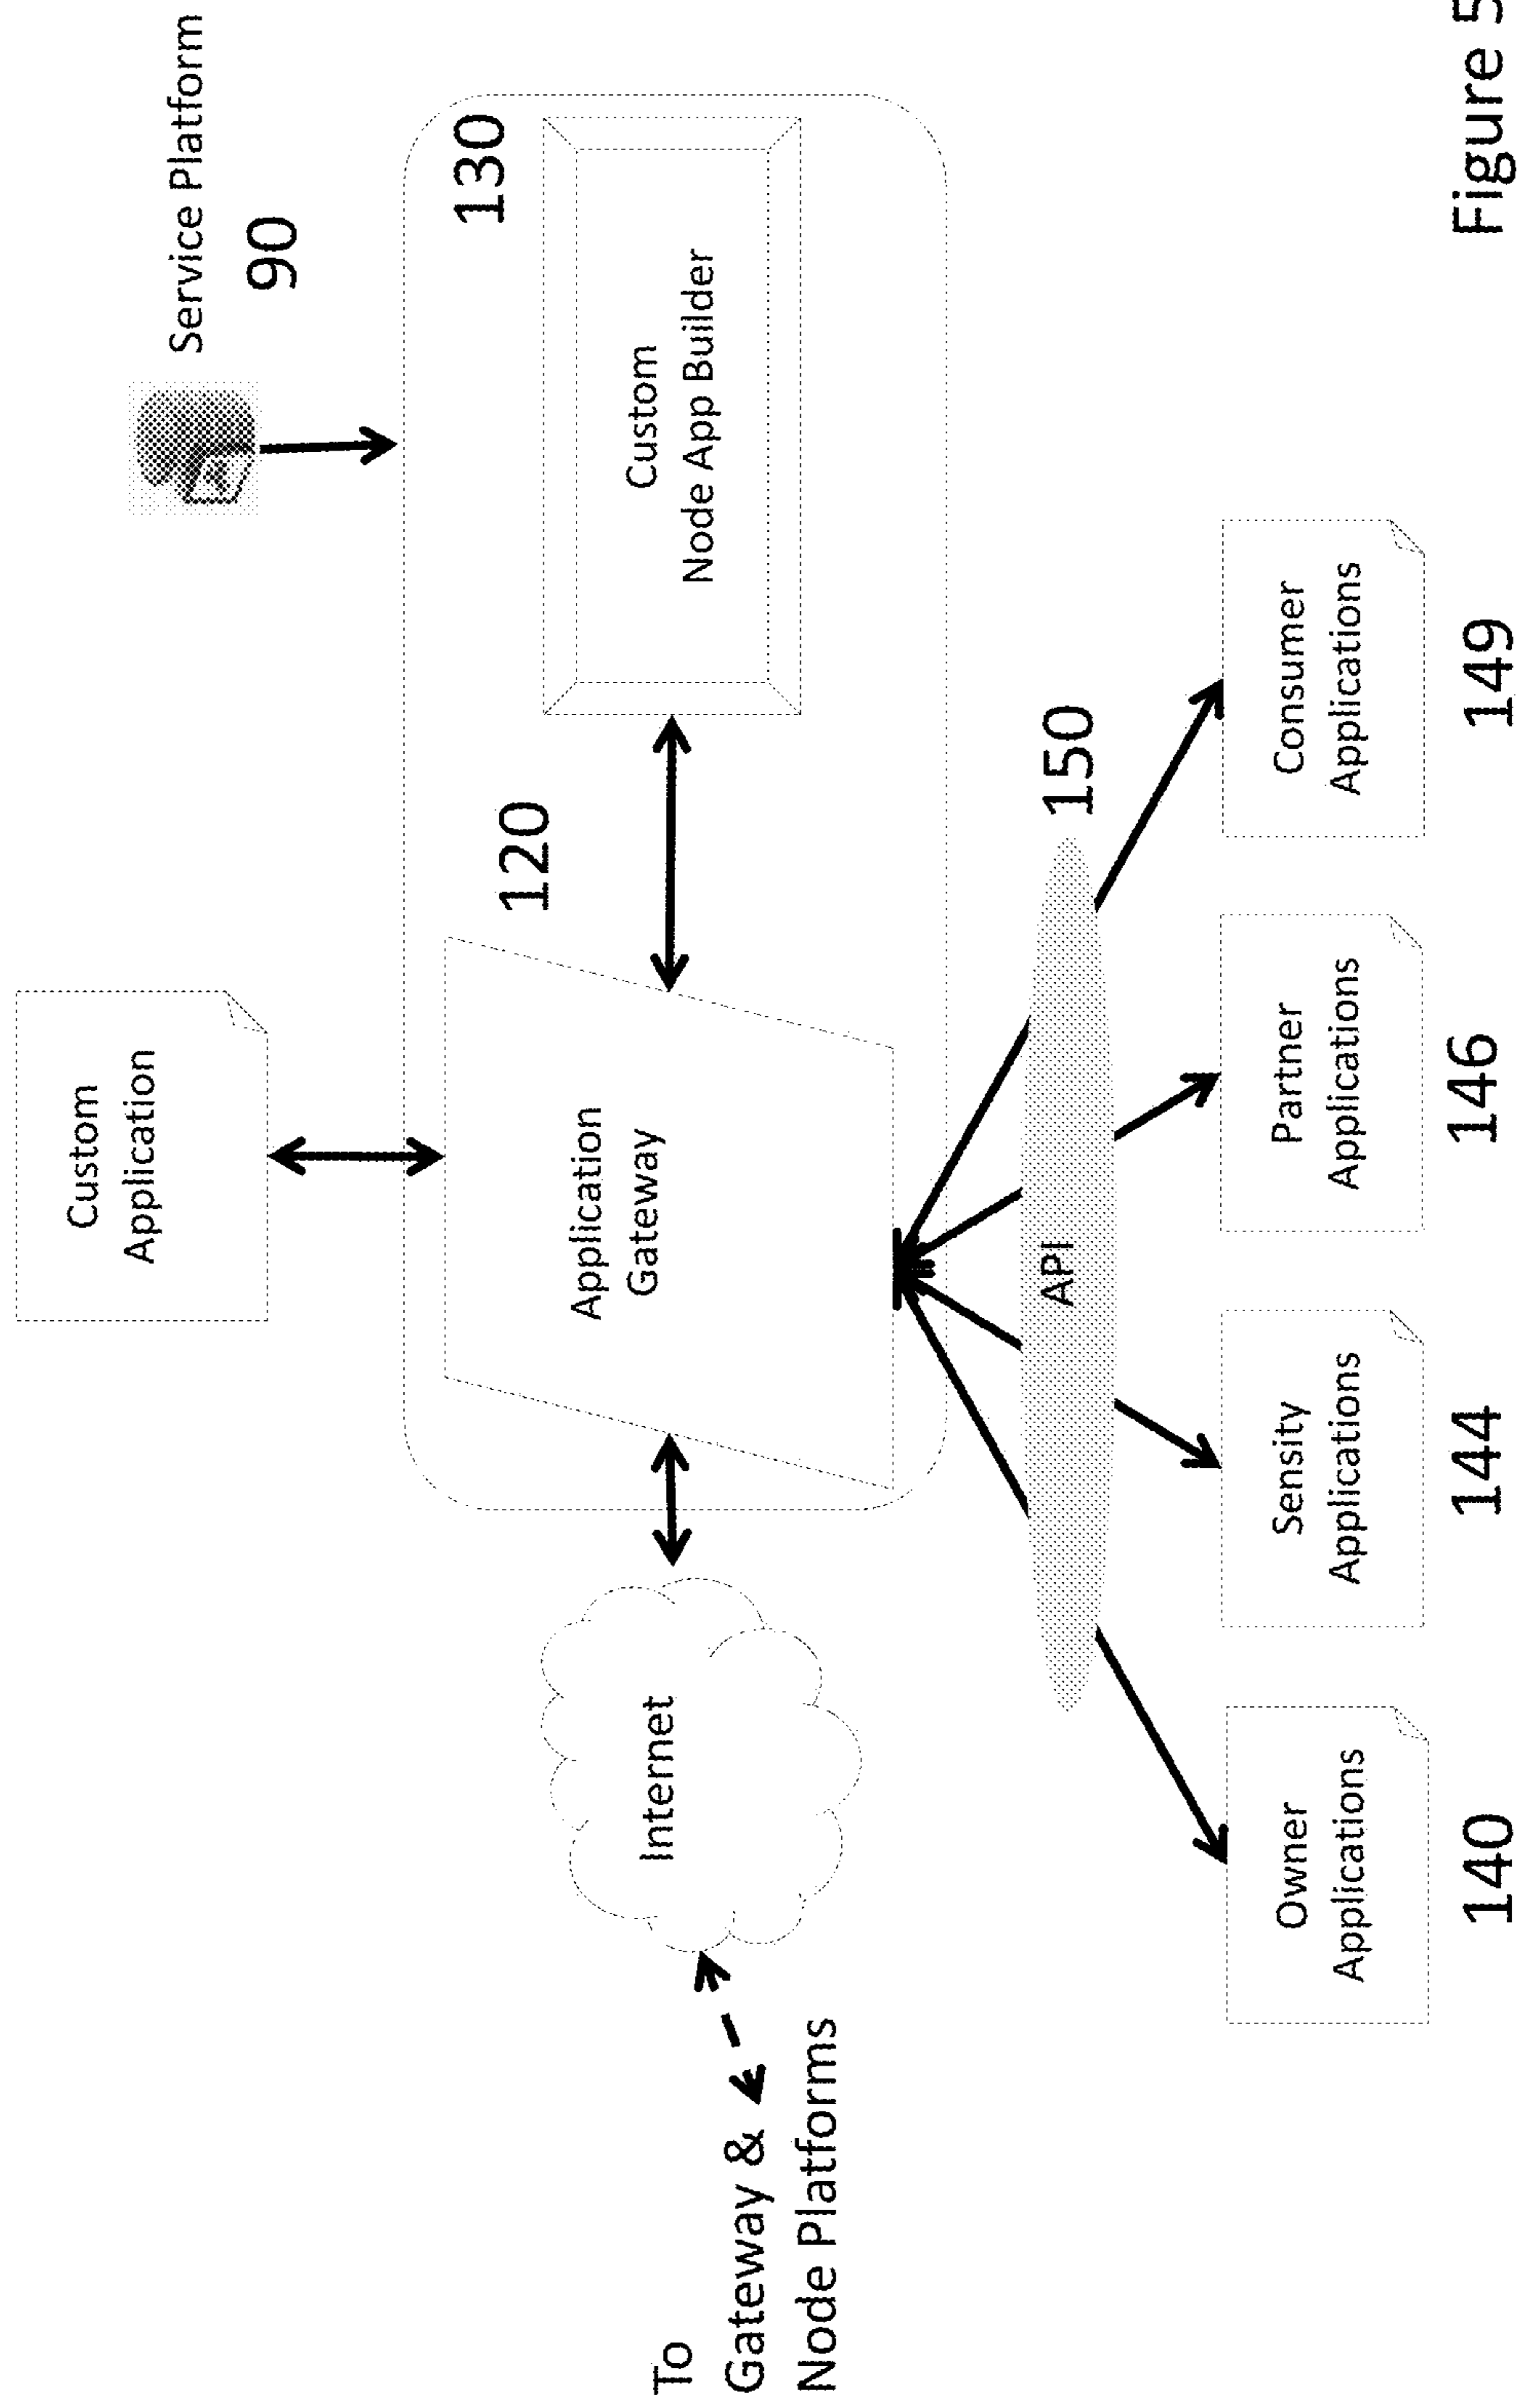 Service Platform
90
Custom
Application
130
120
Custom
Node App Builder
Application
Gateway
Internet
To
Gateway &
Node Platforms
150
API
Owner
Applications
Sensity
Applications
Partner
Applications
Consumer
Applications
140
144
146
149
Figure 5